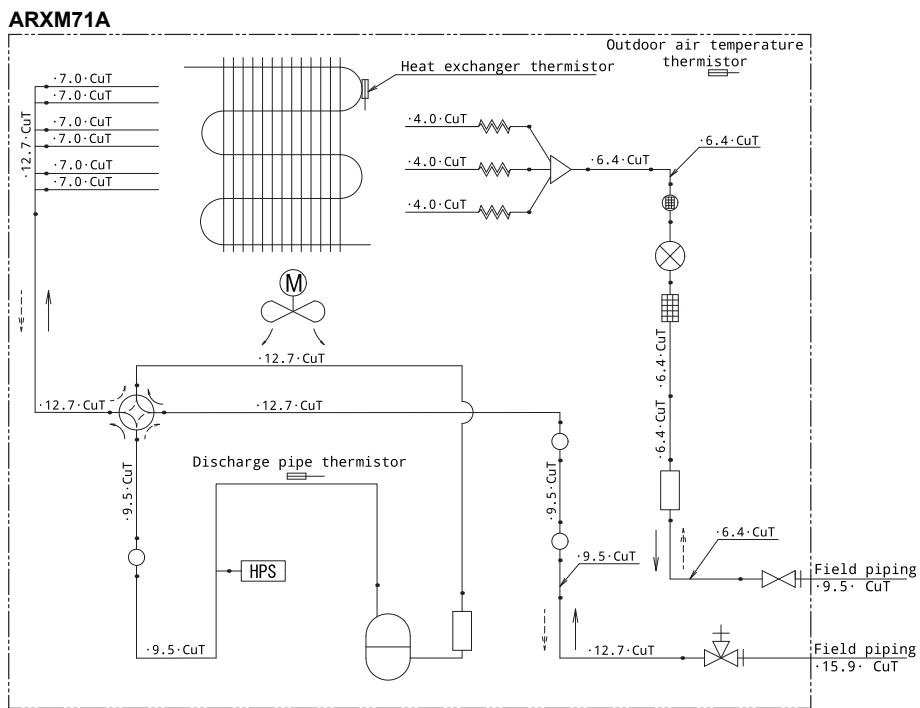 ARXM71A
Outdoor air temperature
thermistor
Heat exchanger thermistor
·7.0·CuT
·7.0·CuT
·7.0·CuT
·7.0·CuT
·7.0·CuT
·7.0·CuT
·12.7·CuT
·4.0·CuT
·4.0·CuT
·4.0·CuT
·6.4·CuT
·6.4·CuT
M
·12.7·CuT
·6.4·CuT
·12.7·CuT
·12.7·CuT
·6.4·CuT
Discharge pipe thermistor
·9.5·CuT
·9.5·CuT
·6.4·CuT
·9.5·CuT
HPS
Field piping
·9.5· CuT
·9.5·CuT
·12.7·CuT
Field piping
·15.9· CuT